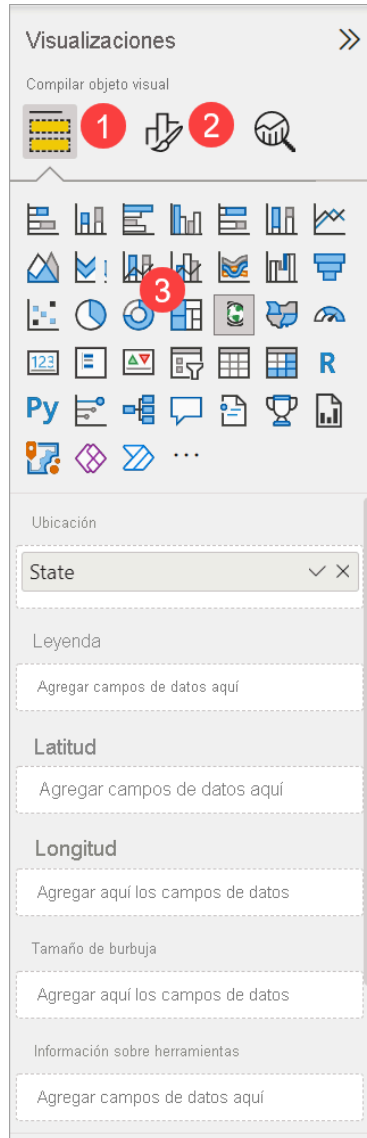 Visualizaciones
Compilar objeto visual
1
2
3
123
R
Py
...
Ubicación
State
Leyenda
Agregar campos de datos aquí
Latitud
Agregar campos de datos aquí
Longitud
Agregar aquí los campos de datos
Tamaño de burbuja
Agregar aquí los campos de datos
Información sobre herramientas
Agregar campos de datos aquí